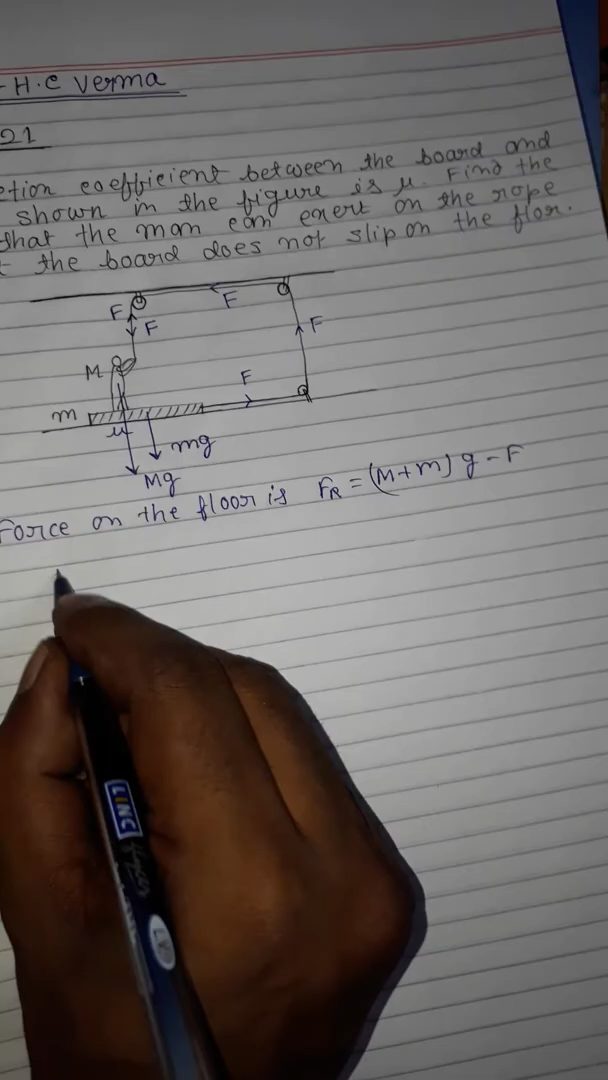 -H.C Verma
21
ction coefficient between the board and
shown in the figure is μ. Find the
that the man can exert on the rope
t the board does not slip on the flor.
F F
F F
M F
m
μ mg
Mg
Force on the floor is F_R = (M+m) g - F
LINC